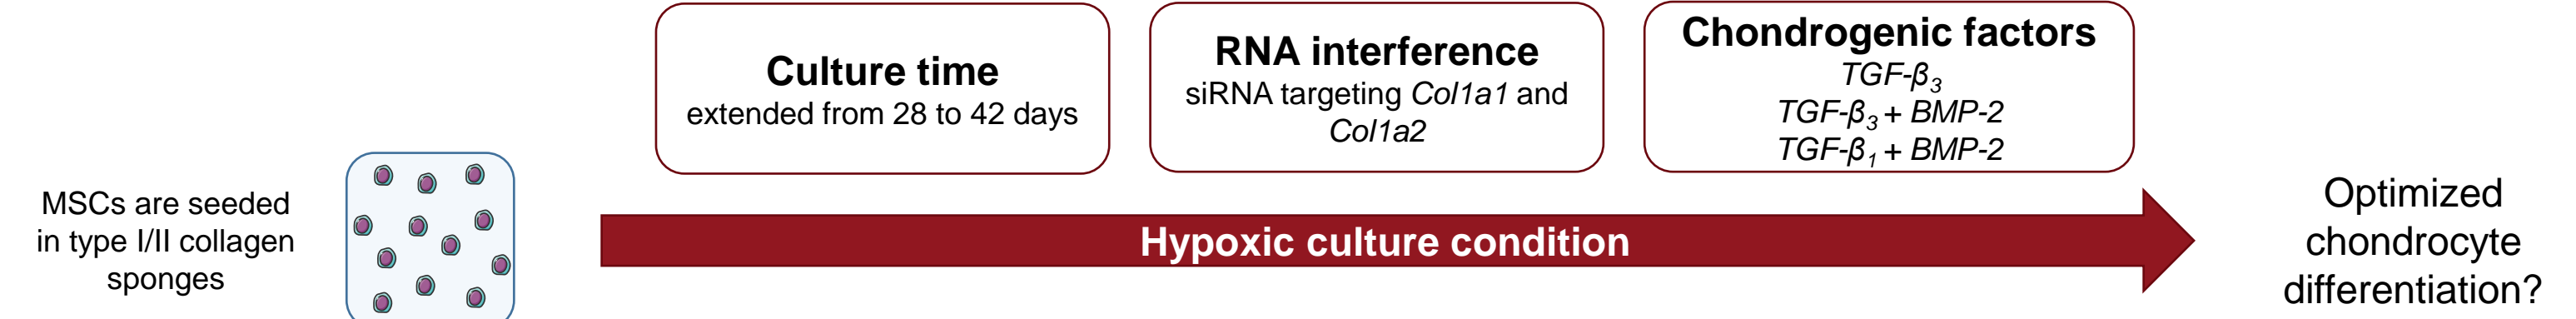 MSCs are seeded
in type I/II collagen
sponges
Culture time
extended from 28 to 42 days
RNA interference
siRNA targeting Col1a1 and
Col1a2
Chondrogenic factors
TGF-β₃
TGF-β₃ + BMP-2
TGF-β₁ + BMP-2
Hypoxic culture condition
Optimized
chondrocyte
differentiation?